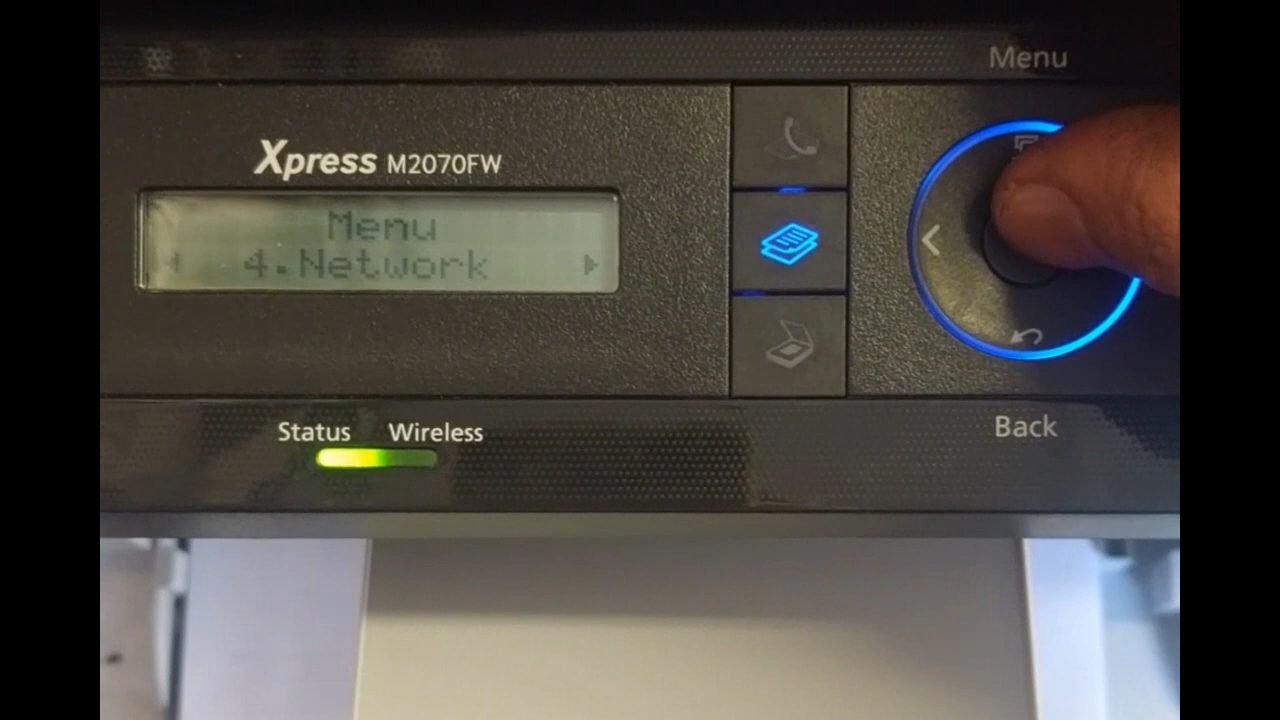 Menu
Xpress M2070FW
Menu
4.Network
Status Wireless
Back